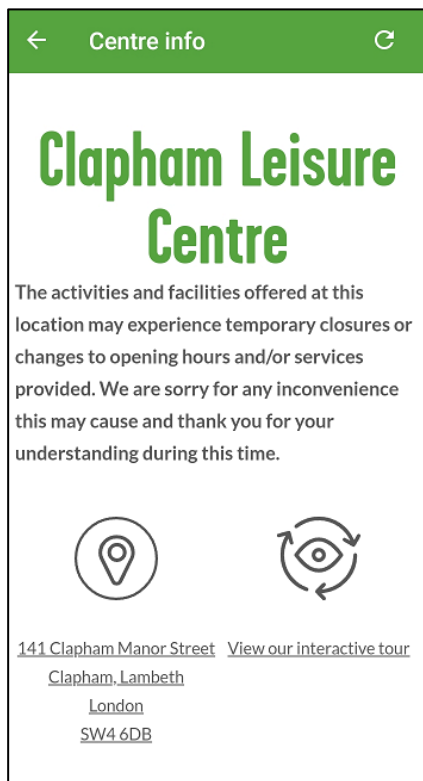 Centre info
Clapham Leisure
Centre
The activities and facilities offered at this
location may experience temporary closures or
changes to opening hours and/or services
provided. We are sorry for any inconvenience
this may cause and thank you for your
understanding during this time.
141 Clapham Manor Street
Clapham, Lambeth
London
SW4 6DB
View our interactive tour